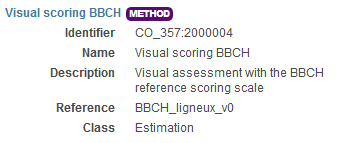 Visual scoring BBCH METHOD
Identifier CO_357:2000004
Name Visual scoring BBCH
Description Visual assessment with the BBCH
reference scoring scale
Reference BBCH_ligneux_v0
Class Estimation